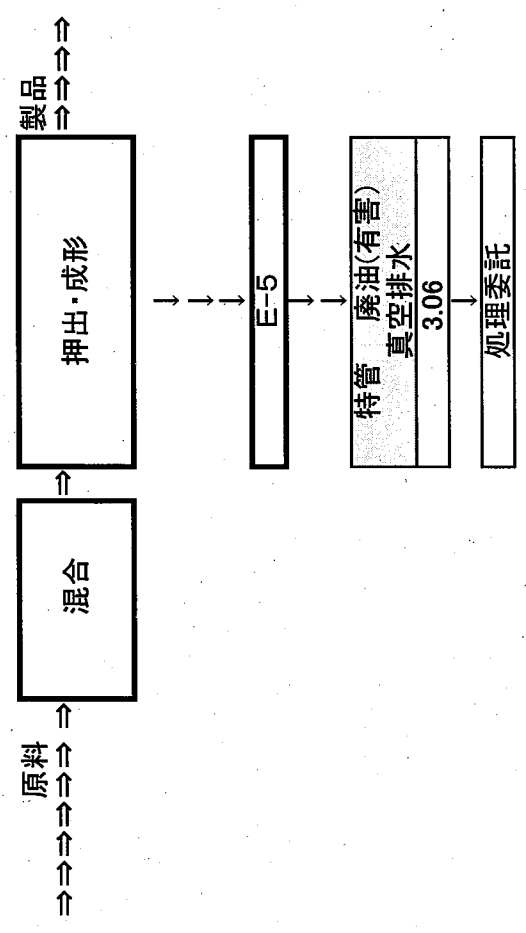 原料
⇒⇒⇒⇒⇒⇒ ⇒
混合
⇒
押出・成形
製品
⇒⇒⇒⇒
→→→
E-5
→→
特管 廃油(有害)
真空排水
3.06
→
処理委託